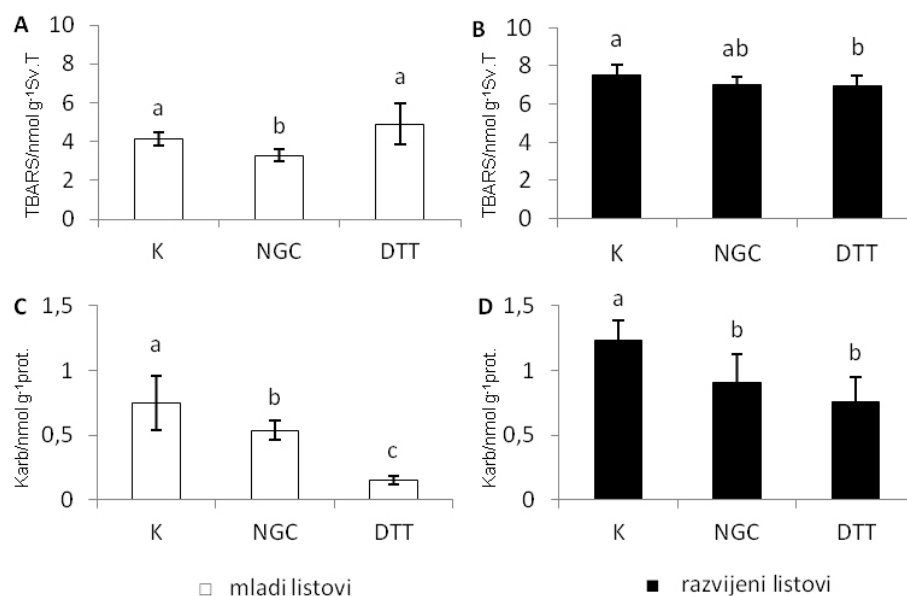 A
TBARS/nmol g⁻¹Sv.T
10
8
6
4
2
0
a
b
a
K NGC DTT
B
TBARS/nmol g⁻¹Sv.T
10
8
6
4
2
0
a
ab
b
K NGC DTT
C
Karb/nmol g⁻¹prot.
1,5
1
0,5
0
a
b
c
K NGC DTT
D
Karb/nmol g⁻¹prot.
1,5
1
0,5
0
a
b
b
K NGC DTT
mladi listovi
razvijeni listovi